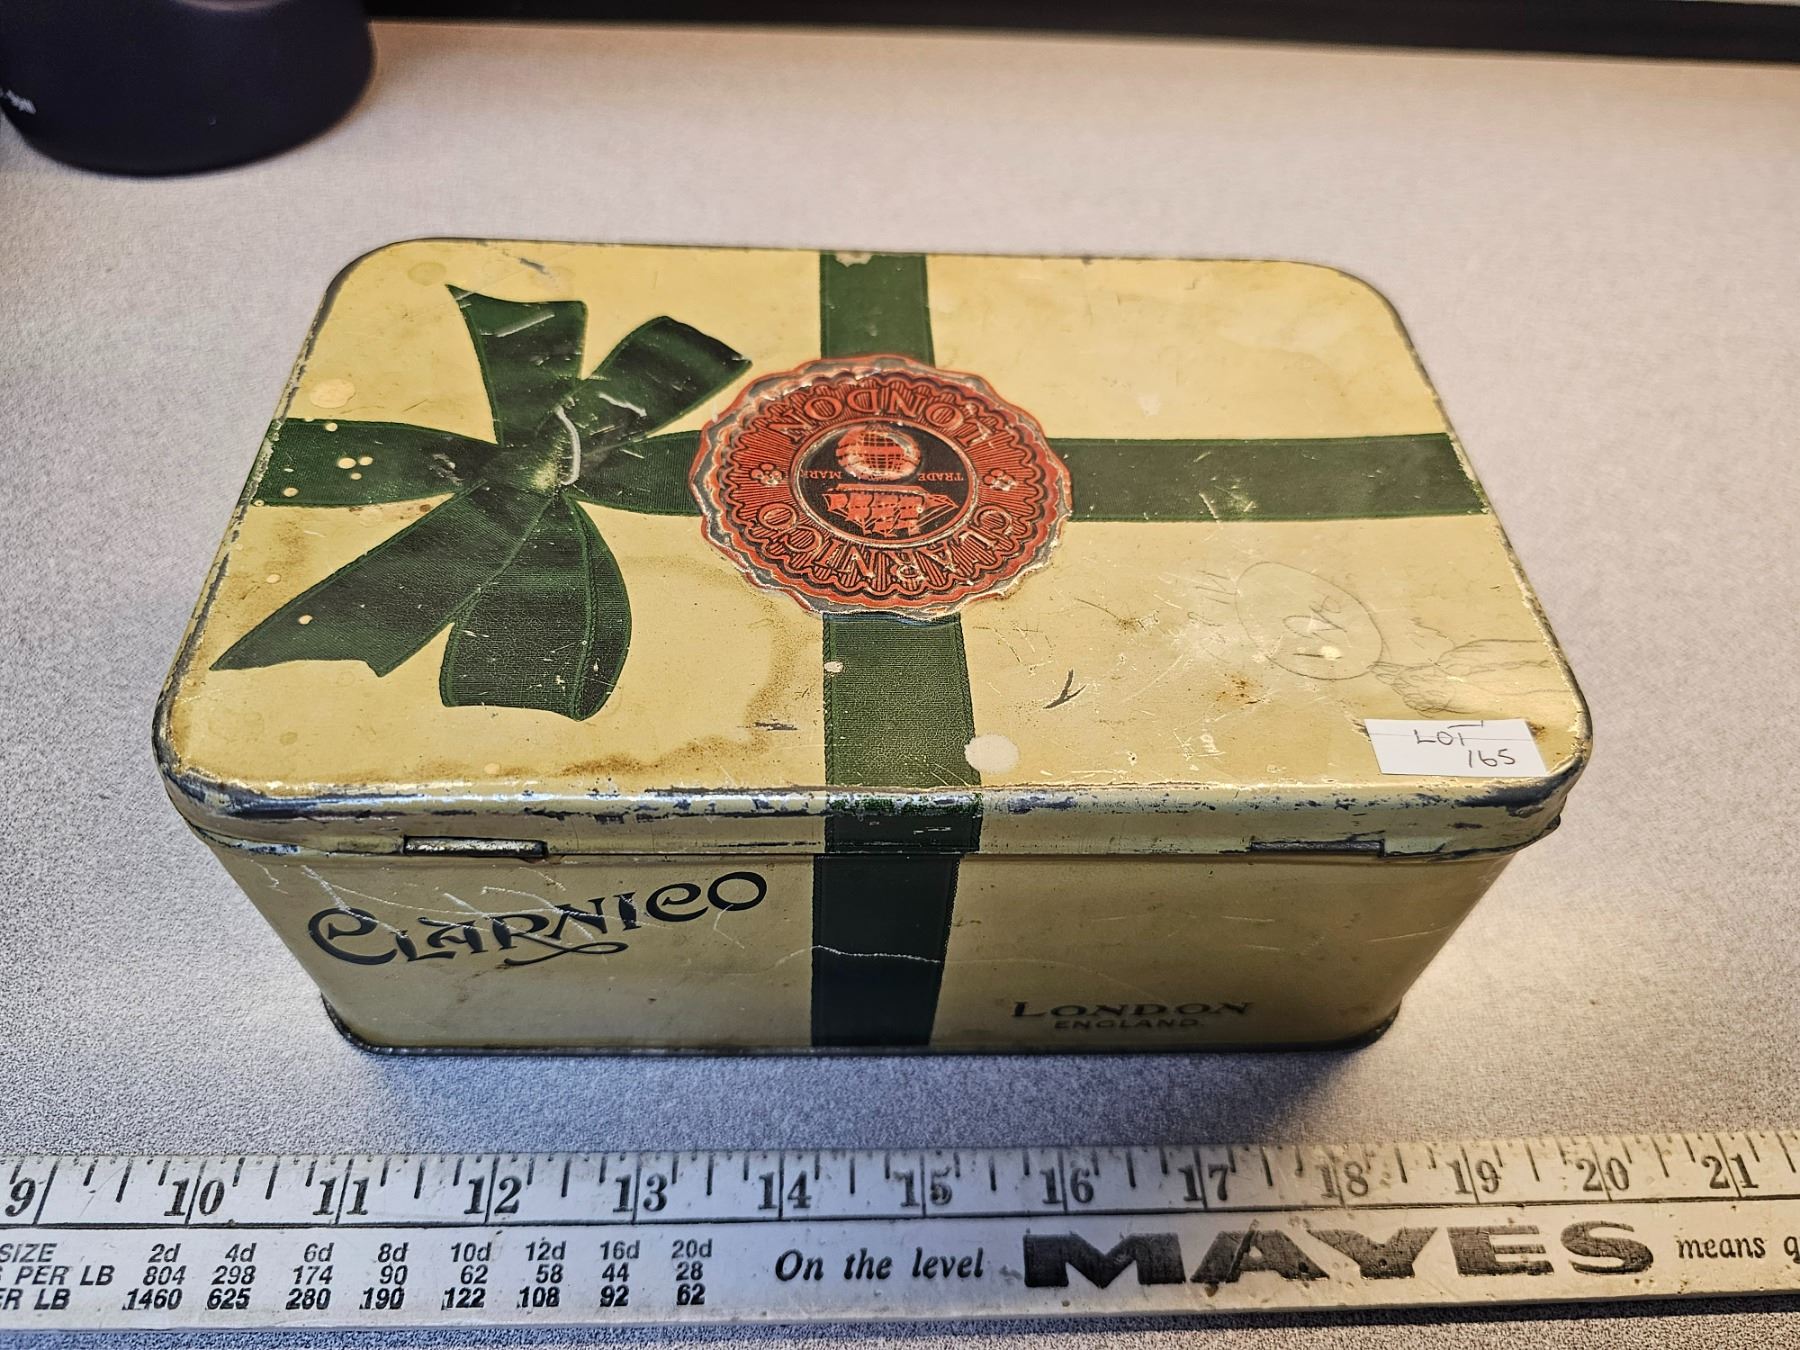 LONDON
TRADE MARK
CLARNICO
LOT
165
CLARNICO
LONDON
ENGLAND.
9 10 11 12 13 14 15 16 17 18 19 20 21
SIZE 2d 4d 6d 8d 10d 12d 16d 20d
PER LB 804 298 174 90 62 58 44 28
ER LB 1460 625 280 190 122 108 92 62
On the level MAYES means